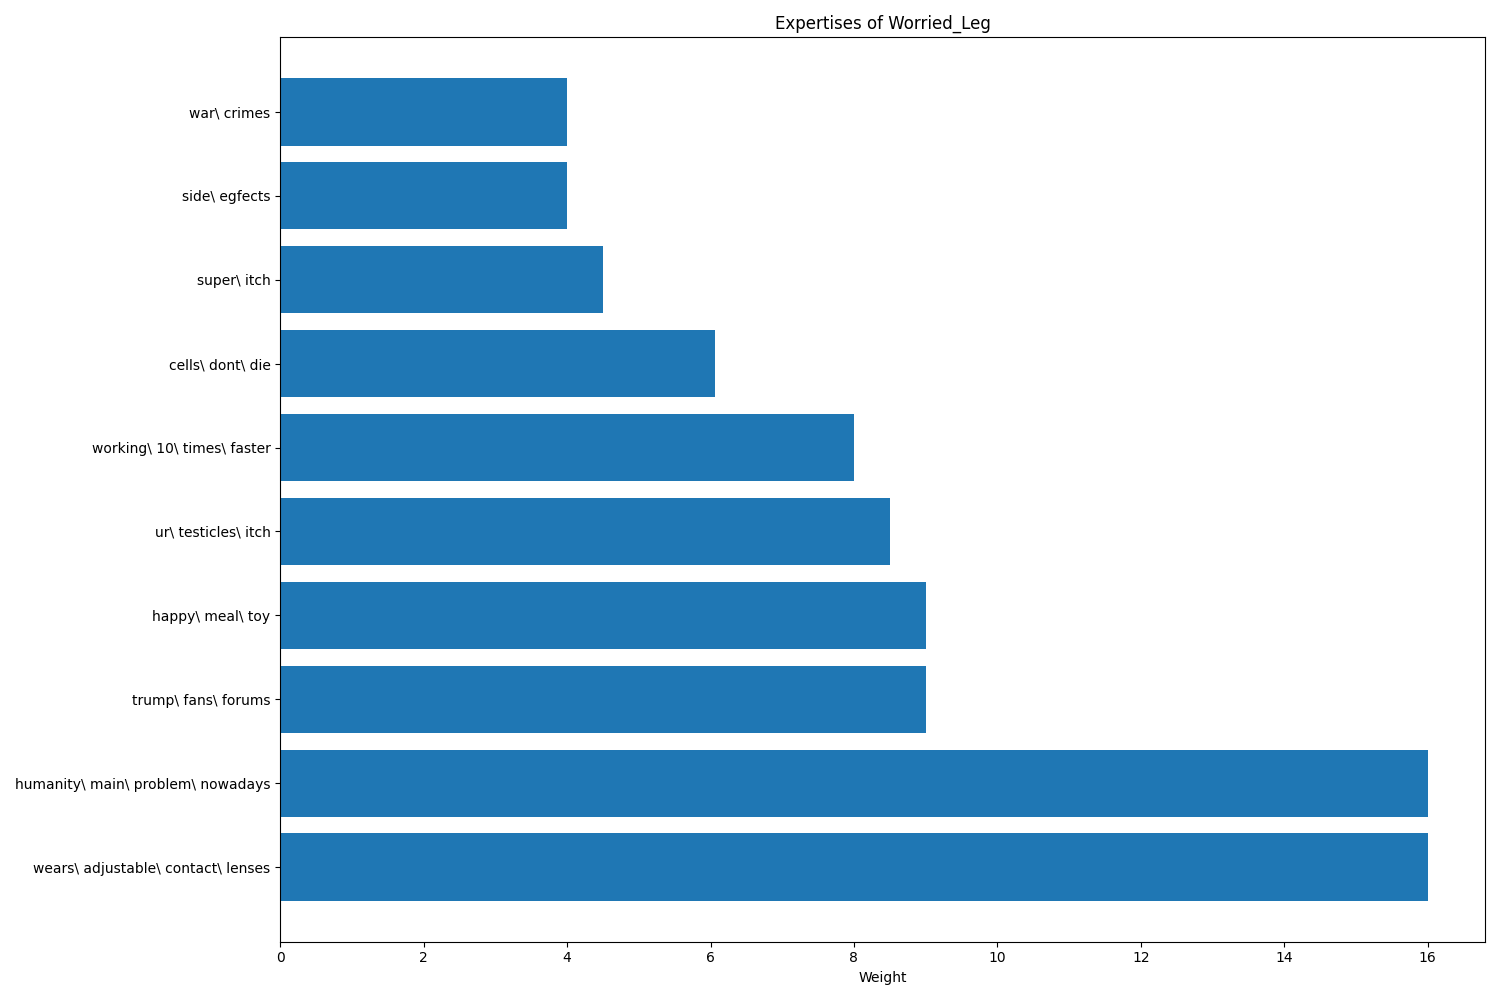 Expertises of Worried_Leg
war\ crimes
side\ egfects
super\ itch
cells\ dont\ die
working\ 10\ times\ faster
ur\ testicles\ itch
happy\ meal\ toy
trump\ fans\ forums
humanity\ main\ problem\ nowadays
wears\ adjustable\ contact\ lenses
0 2 4 6 8 10 12 14 16
Weight